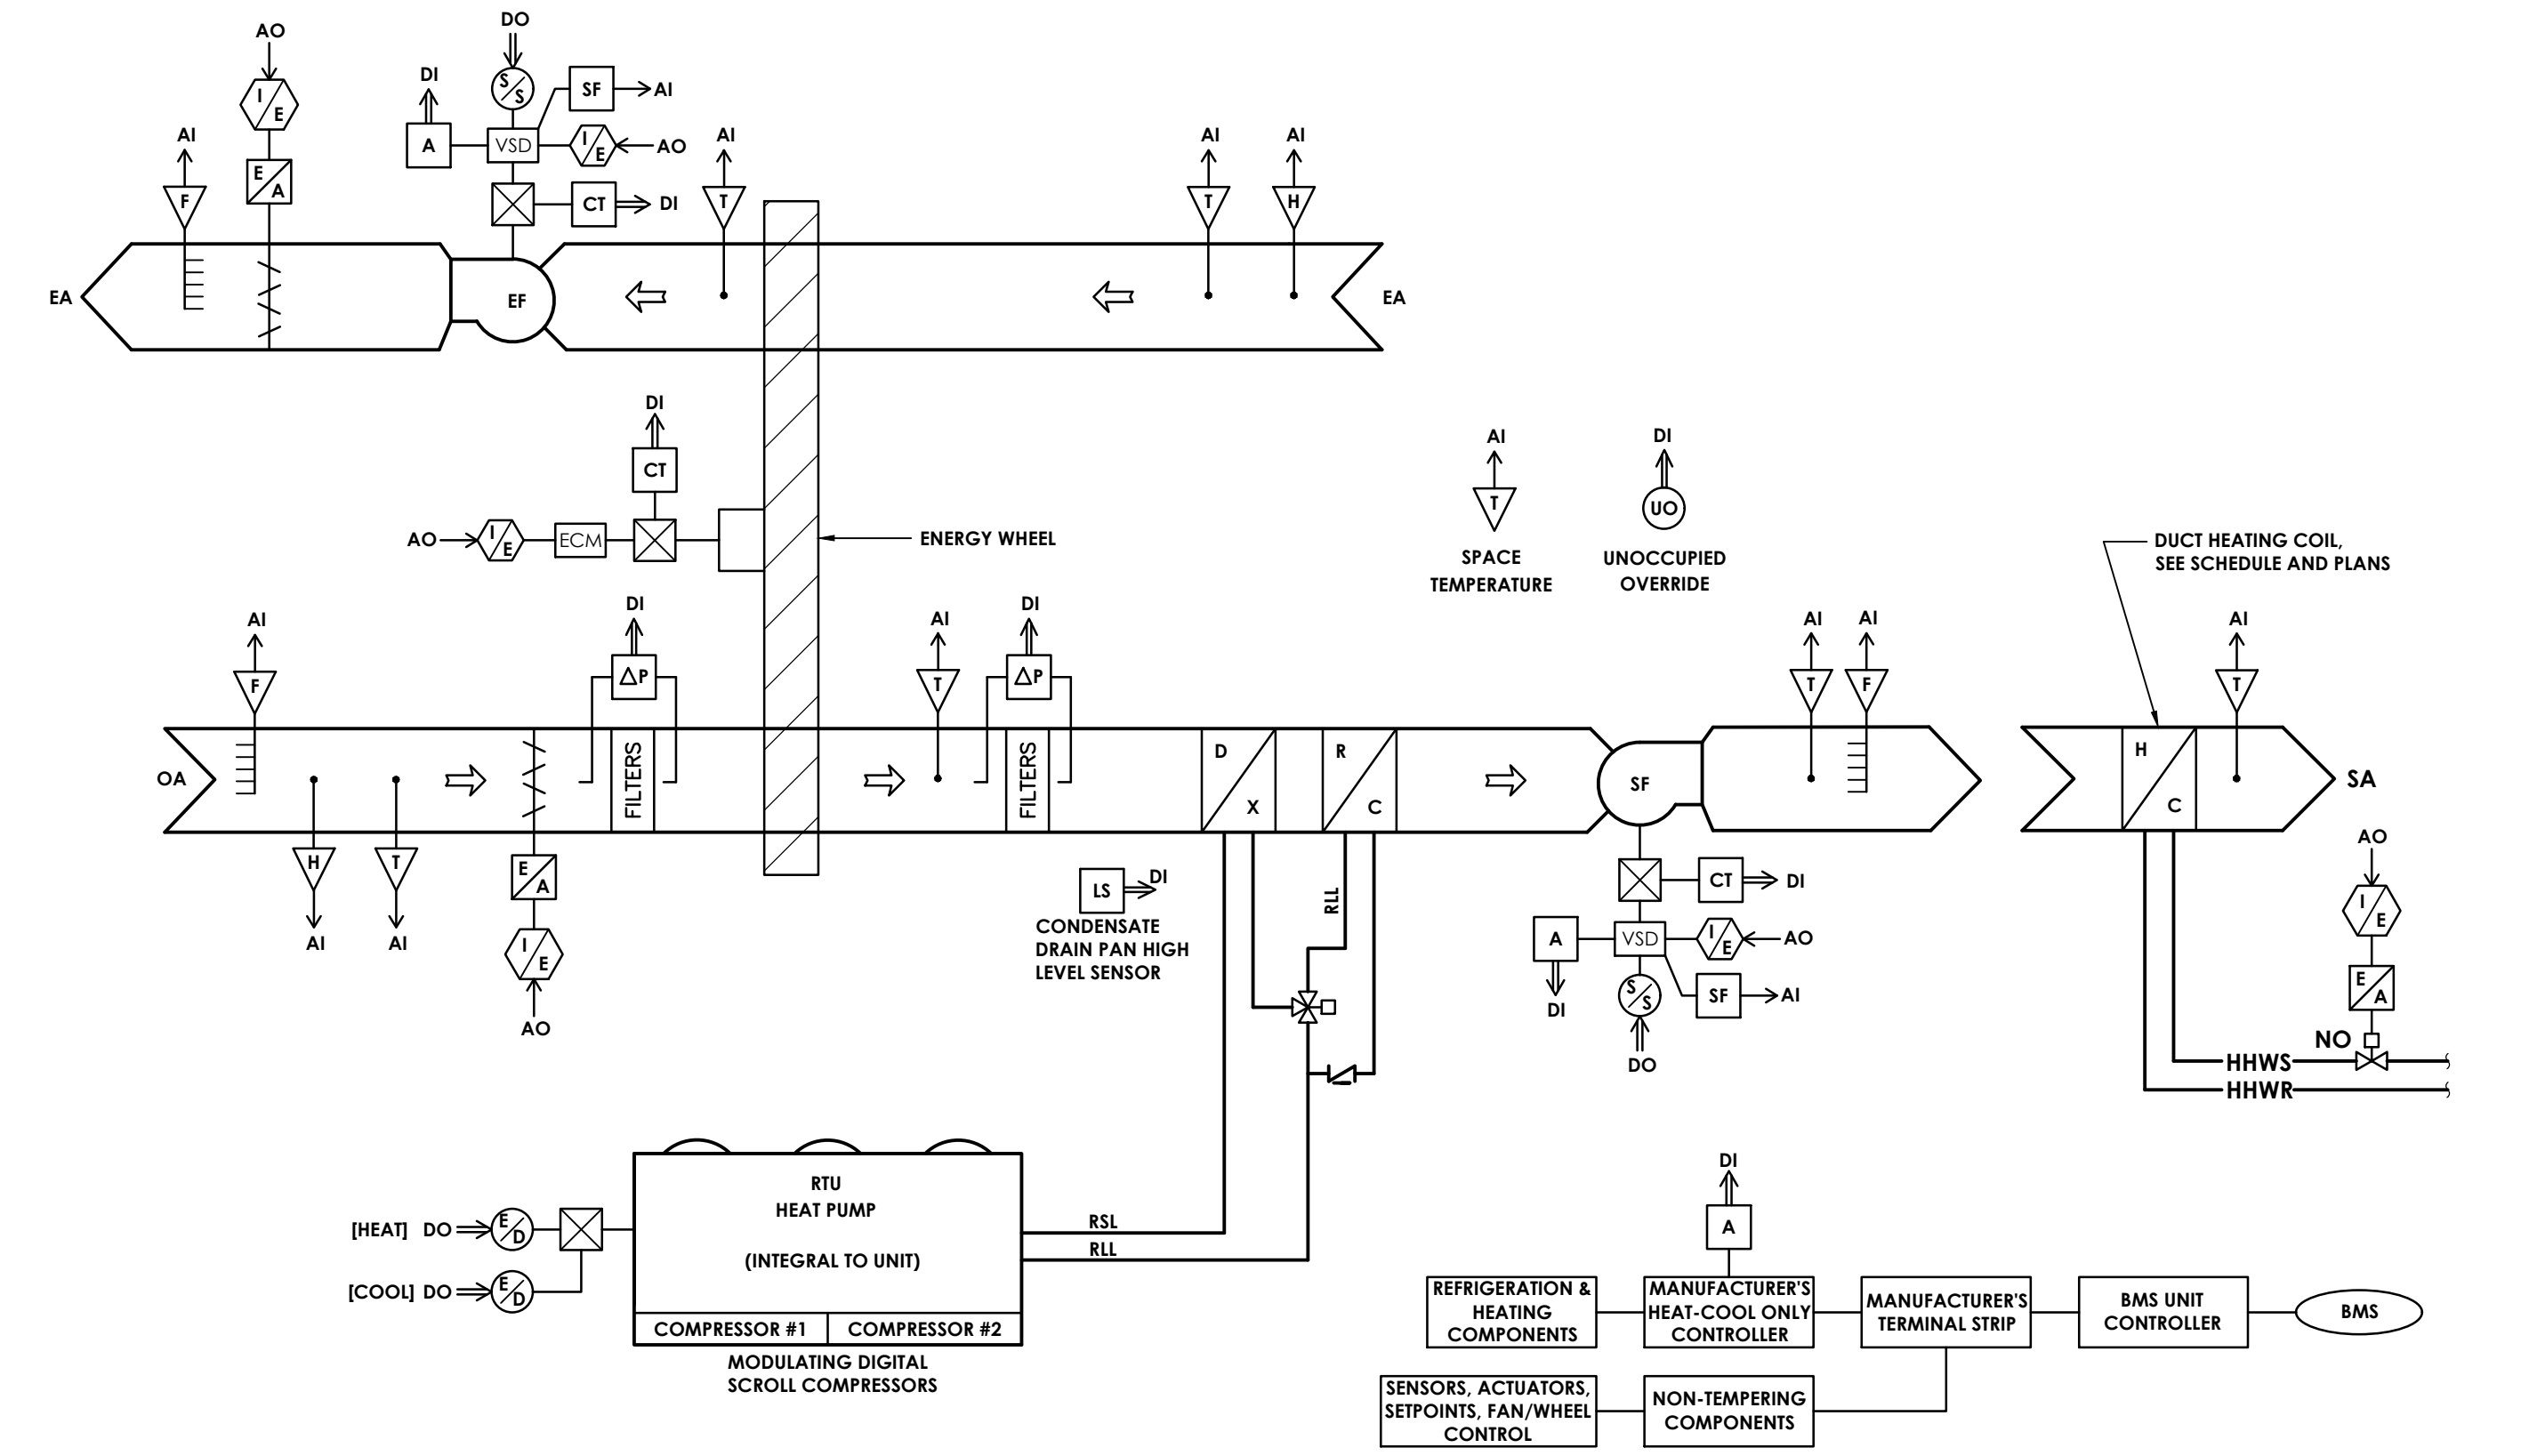 DO
AO
DI
S/S
SF
AI
I/E
A
VSD
I/E
AO
AI
AI
AI
AI
E/A
F
CT
DI
T
T
H
EA
EF
EA
DI
CT
AO
I/E
ECM
ENERGY WHEEL
AI
T
SPACE
TEMPERATURE
DI
UO
UNOCCUPIED
OVERRIDE
DUCT HEATING COIL,
SEE SCHEDULE AND PLANS
AI
F
DI
ΔP
AI
T
DI
ΔP
AI
AI
T
F
AI
T
OA
FILTERS
FILTERS
D
X
R
C
SF
H
C
SA
H
T
AI
AI
E/A
I/E
AO
LS
DI
CONDENSATE
DRAIN PAN HIGH
LEVEL SENSOR
RLL
CT
DI
A
VSD
I/E
AO
DI
S/S
SF
AI
DO
AO
I/E
E/A
NO
HHWS
HHWR
RTU
HEAT PUMP
(INTEGRAL TO UNIT)
[HEAT] DO
E/D
[COOL] DO
E/D
RSL
RLL
COMPRESSOR #1
COMPRESSOR #2
MODULATING DIGITAL
SCROLL COMPRESSORS
DI
A
REFRIGERATION &
HEATING
COMPONENTS
MANUFACTURER'S
HEAT-COOL ONLY
CONTROLLER
MANUFACTURER'S
TERMINAL STRIP
BMS UNIT
CONTROLLER
BMS
SENSORS, ACTUATORS,
SETPOINTS, FAN/WHEEL
CONTROL
NON-TEMPERING
COMPONENTS